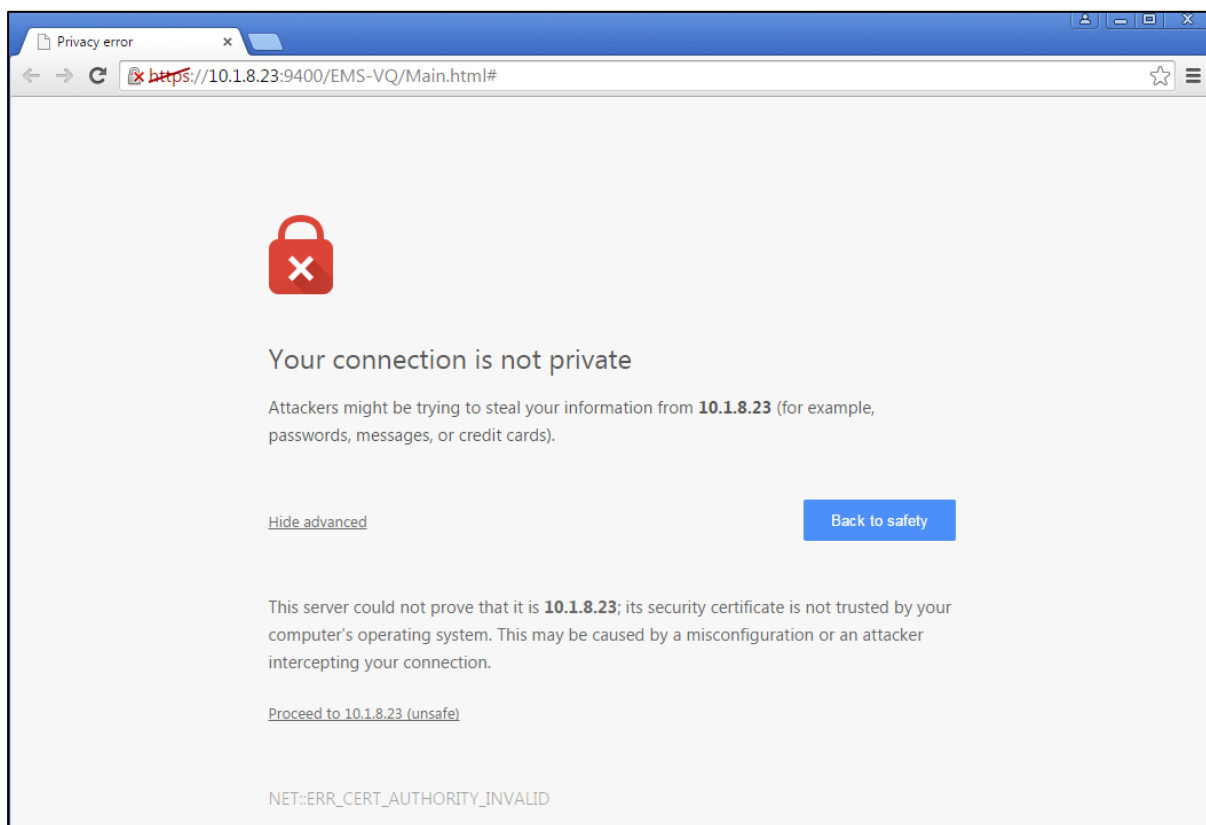 Privacy error
https://10.1.8.23:9400/EMS-VQ/Main.html#
Your connection is not private
Attackers might be trying to steal your information from 10.1.8.23 (for example,
passwords, messages, or credit cards).
Hide advanced
Back to safety
This server could not prove that it is 10.1.8.23; its security certificate is not trusted by your
computer's operating system. This may be caused by a misconfiguration or an attacker
intercepting your connection.
Proceed to 10.1.8.23 (unsafe)
NET::ERR_CERT_AUTHORITY_INVALID